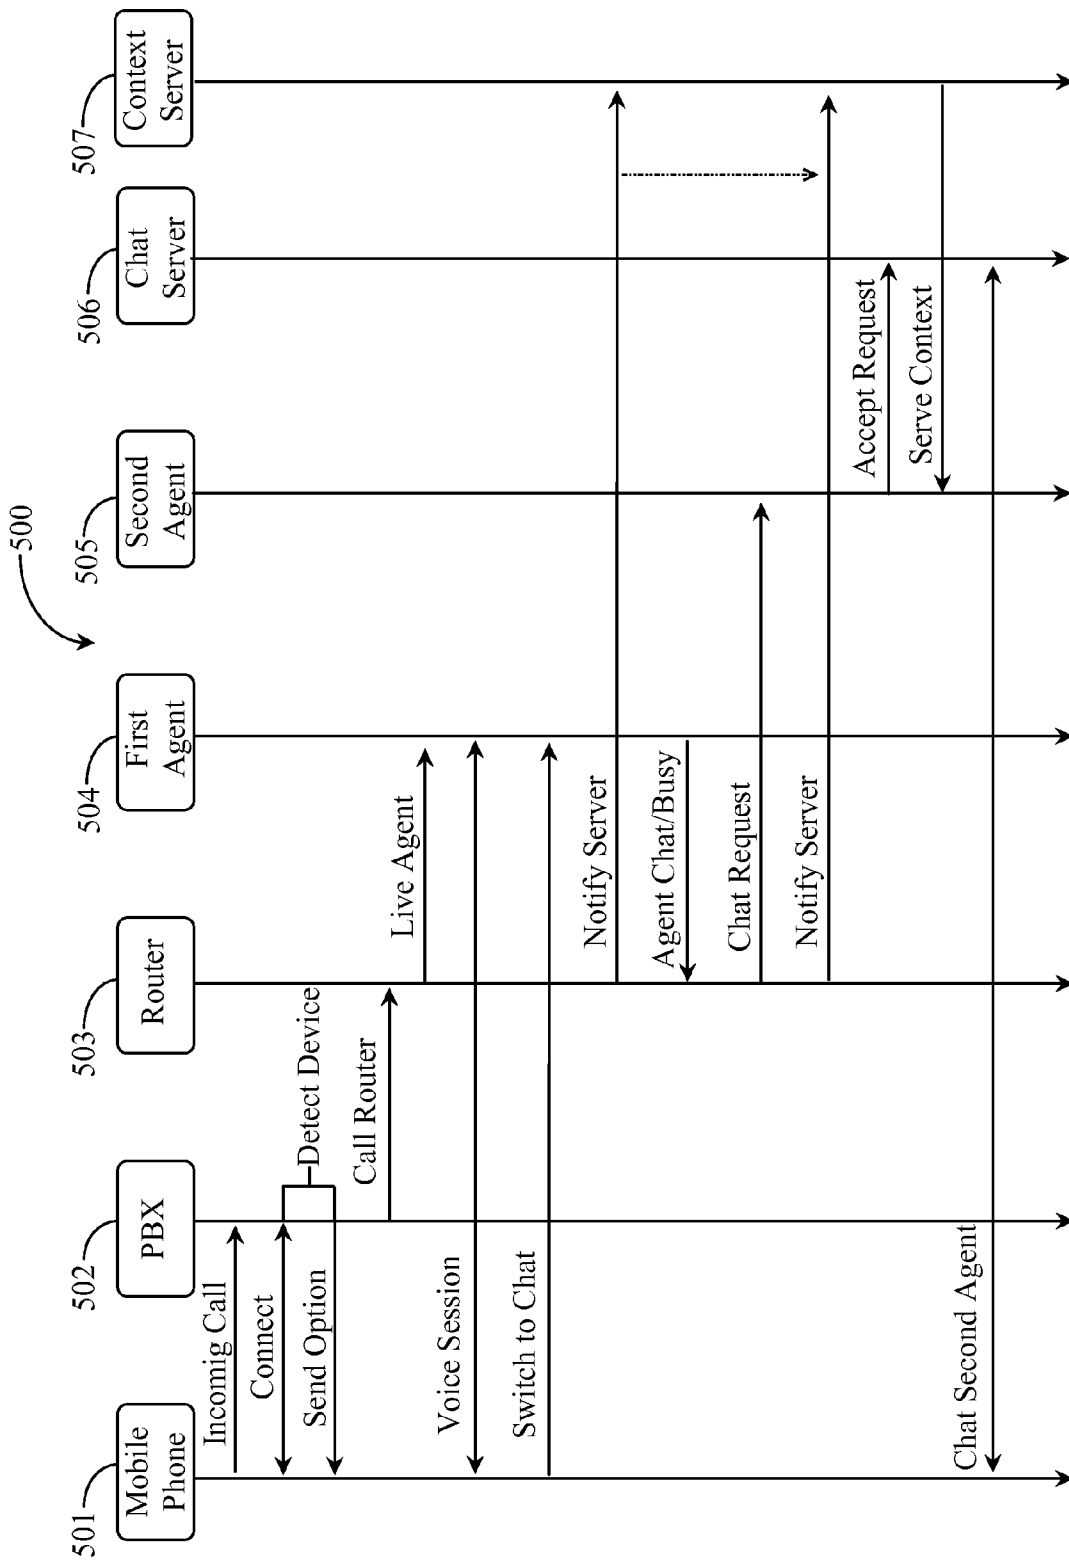 500
501
Mobile
Phone
502
PBX
503
Router
504
First
Agent
505
Second
Agent
506
Chat
Server
507
Context
Server
Incomig Call
Connect
Send Option
Detect Device
Call Router
Live Agent
Voice Session
Switch to Chat
Notify Server
Agent Chat/Busy
Chat Request
Notify Server
Accept Request
Serve Context
Chat Second Agent